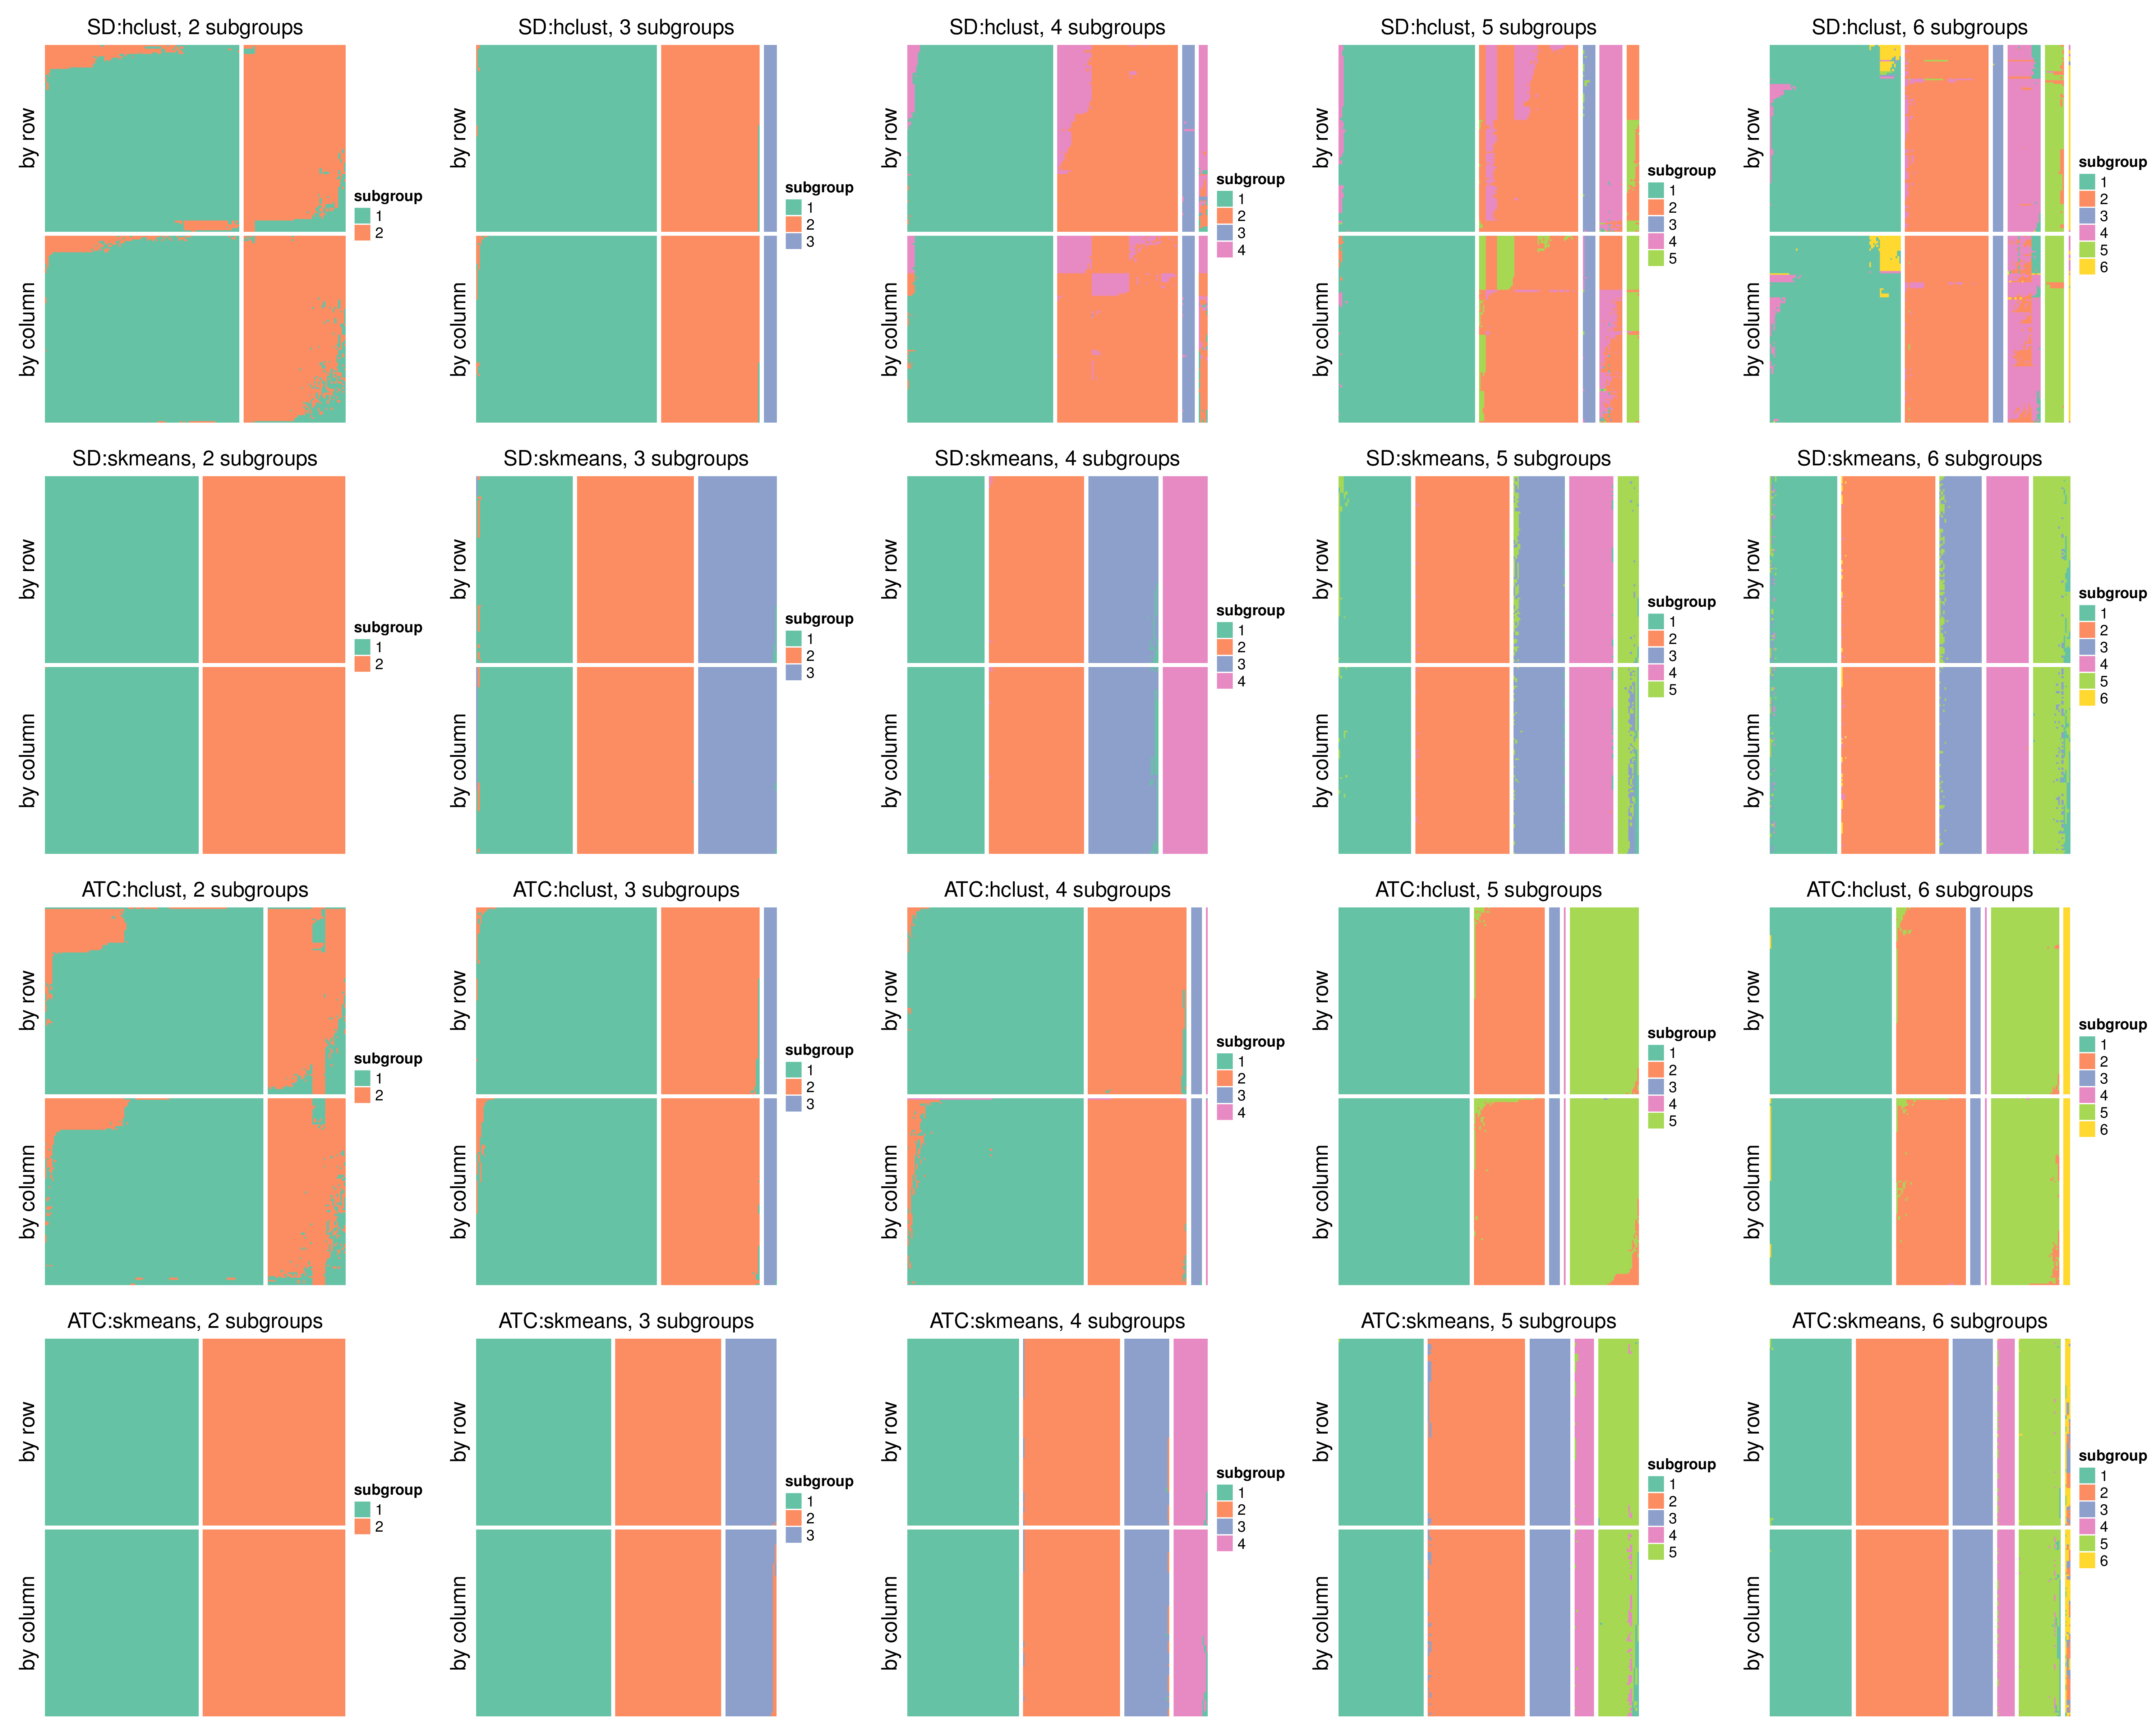 SD:hclust, 2 subgroups
by row
by column
subgroup
1
2
SD:hclust, 3 subgroups
by row
by column
subgroup
1
2
3
SD:hclust, 4 subgroups
by row
by column
subgroup
1
2
3
4
SD:hclust, 5 subgroups
by row
by column
subgroup
1
2
3
4
5
SD:hclust, 6 subgroups
by row
by column
subgroup
1
2
3
4
5
6
SD:skmeans, 2 subgroups
by row
by column
subgroup
1
2
SD:skmeans, 3 subgroups
by row
by column
subgroup
1
2
3
SD:skmeans, 4 subgroups
by row
by column
subgroup
1
2
3
4
SD:skmeans, 5 subgroups
by row
by column
subgroup
1
2
3
4
5
SD:skmeans, 6 subgroups
by row
by column
subgroup
1
2
3
4
5
6
ATC:hclust, 2 subgroups
by row
by column
subgroup
1
2
ATC:hclust, 3 subgroups
by row
by column
subgroup
1
2
3
ATC:hclust, 4 subgroups
by row
by column
subgroup
1
2
3
4
ATC:hclust, 5 subgroups
by row
by column
subgroup
1
2
3
4
5
ATC:hclust, 6 subgroups
by row
by column
subgroup
1
2
3
4
5
6
ATC:skmeans, 2 subgroups
by row
by column
subgroup
1
2
ATC:skmeans, 3 subgroups
by row
by column
subgroup
1
2
3
ATC:skmeans, 4 subgroups
by row
by column
subgroup
1
2
3
4
ATC:skmeans, 5 subgroups
by row
by column
subgroup
1
2
3
4
5
ATC:skmeans, 6 subgroups
by row
by column
subgroup
1
2
3
4
5
6